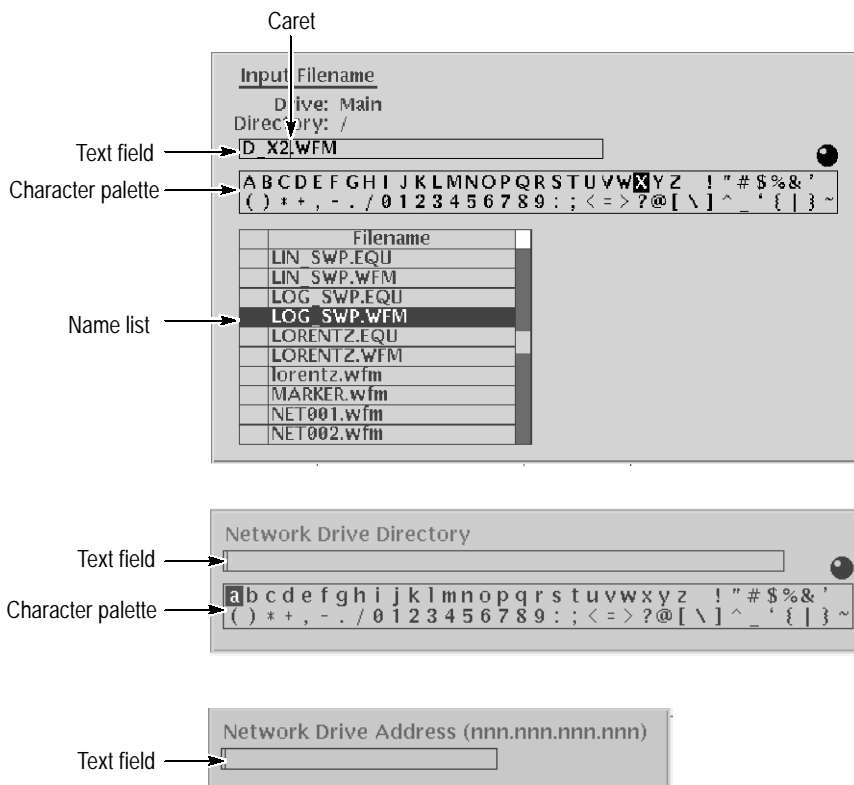 Caret
Input Filename
Drive: Main
Directory: /
Text field
D_X2.WFM
Character palette
A B C D E F G H I J K L M N O P Q R S T U V W X Y Z ! " # $ % & '
( ) * + , - . / 0 1 2 3 4 5 6 7 8 9 : ; < = > ? @ [ \ ] ^ _ ` { | } ~
Filename
LIN_SWP.EQU
LIN_SWP.WFM
LOG_SWP.EQU
Name list
LOG_SWP.WFM
LORENTZ.EQU
LORENTZ.WFM
lorentz.wfm
MARKER.wfm
NET001.wfm
NET002.wfm
Network Drive Directory
Text field
Character palette
a b c d e f g h i j k l m n o p q r s t u v w x y z ! " # $ % & '
( ) * + , - . / 0 1 2 3 4 5 6 7 8 9 : ; < = > ? @ [ \ ] ^ _ ` { | } ~
Network Drive Address (nnn.nnn.nnn.nnn)
Text field